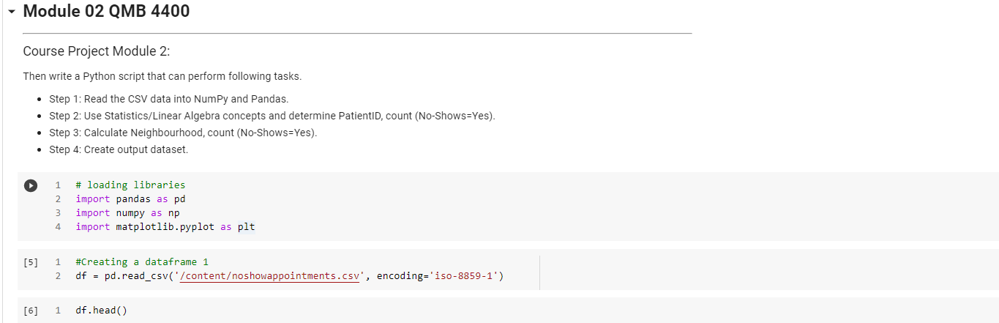 Module 02 QMB 4400
Course Project Module 2:
Then write a Python script that can perform following tasks.
• Step 1: Read the CSV data into NumPy and Pandas.
• Step 2: Use Statistics/Linear Algebra concepts and determine PatientID, count (No-Shows=Yes).
• Step 3: Calculate Neighbourhood, count (No-Shows=Yes).
• Step 4: Create output dataset.
1 # loading libraries
2 import pandas as pd
3 import numpy as np
4 import matplotlib.pyplot as plt
[5] 1 #Creating a dataframe 1
2 df = pd.read_csv('/content/noshowappointments.csv', encoding='iso-8859-1')
[6] 1 df.head()